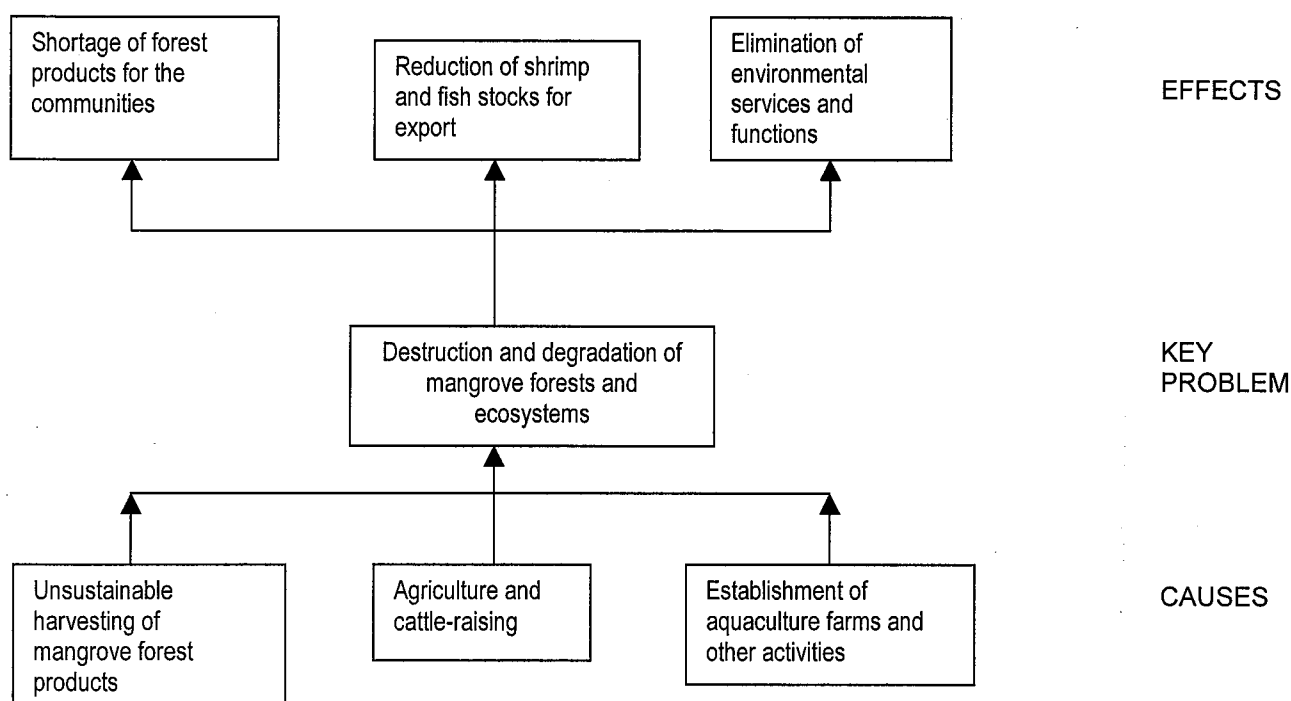 Shortage of forest
products for the
communities
Reduction of shrimp
and fish stocks for
export
Elimination of
environmental
services and
functions
EFFECTS
Destruction and degradation of
mangrove forests and
ecosystems
KEY
PROBLEM
Unsustainable
harvesting of
mangrove forest
products
Agriculture and
cattle-raising
Establishment of
aquaculture farms and
other activities
CAUSES